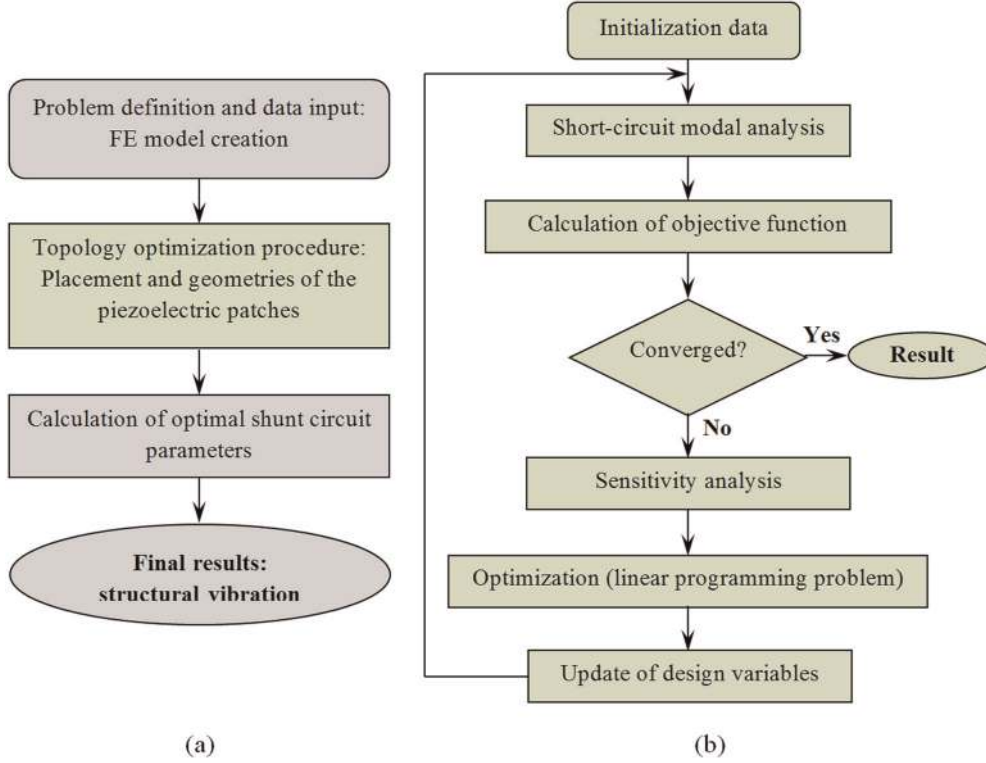 Problem definition and data input:
FE model creation
Topology optimization procedure:
Placement and geometries of the
piezoelectric patches
Calculation of optimal shunt circuit
parameters
Final results:
structural vibration
(a)
Initialization data
Short-circuit modal analysis
Calculation of objective function
Converged?
Yes
Result
No
Sensitivity analysis
Optimization (linear programming problem)
Update of design variables
(b)